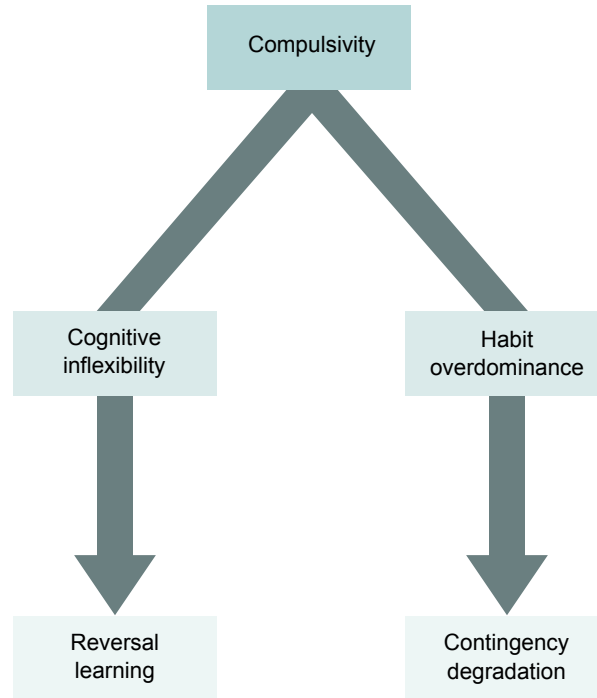 Compulsivity
Cognitive
inflexibility
Habit
overdominance
Reversal
learning
Contingency
degradation